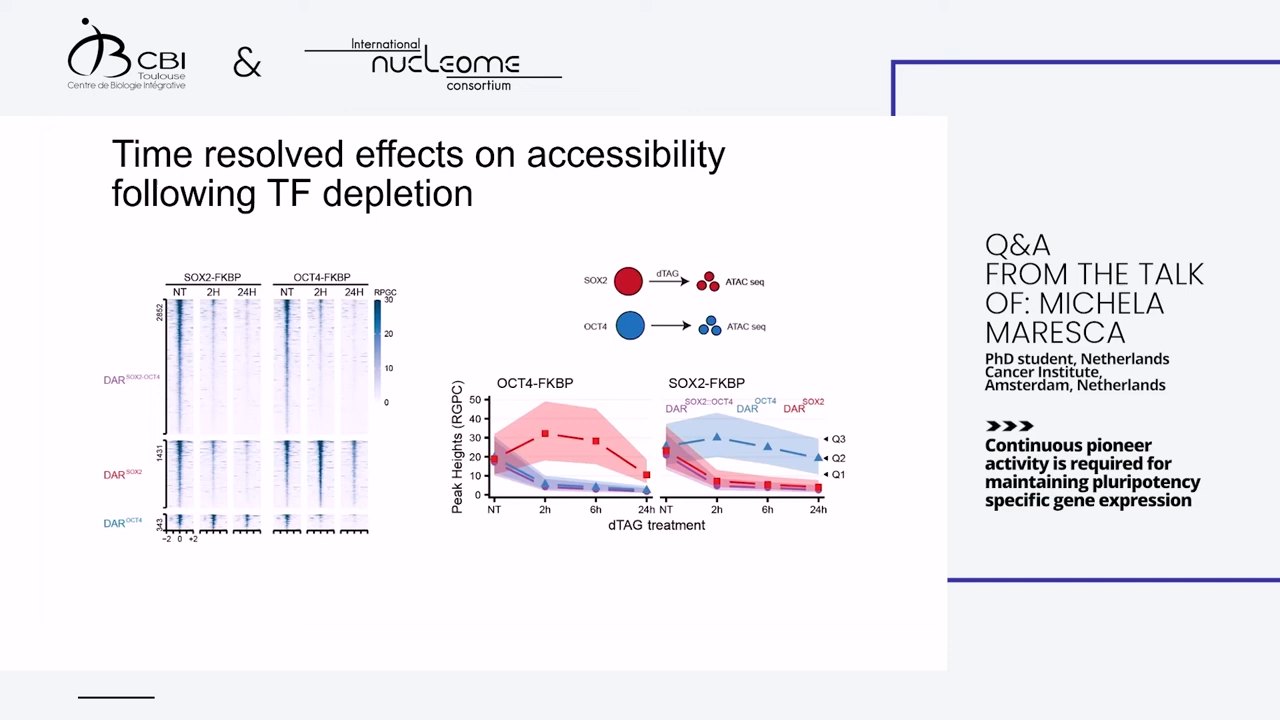 CBI
Toulouse
Centre de Biologie Intégrative
&
International
nucleome
consortium
Time resolved effects on accessibility
following TF depletion
SOX2-FKBP OCT4-FKBP
NT 2H 24H NT 2H 24H RPGC
30
20
10
0
2852
DAR SOX2-OCT4
1431
DAR SOX2
343
DAR OCT4
−2 0 +2
SOX2 dTAG ATAC seq
OCT4 ATAC seq
OCT4-FKBP SOX2-FKBP
DAR SOX2::OCT4 DAR OCT4 DAR SOX2
Peak Heights (RGPC)
50
40
30
20
10
0
Q3
Q2
Q1
NT 2h 6h 24h NT 2h 6h 24h
dTAG treatment
Q&A
FROM THE TALK
OF: MICHELA
MARESCA
PhD student, Netherlands
Cancer Institute,
Amsterdam, Netherlands
Continuous pioneer
activity is required for
maintaining pluripotency
specific gene expression